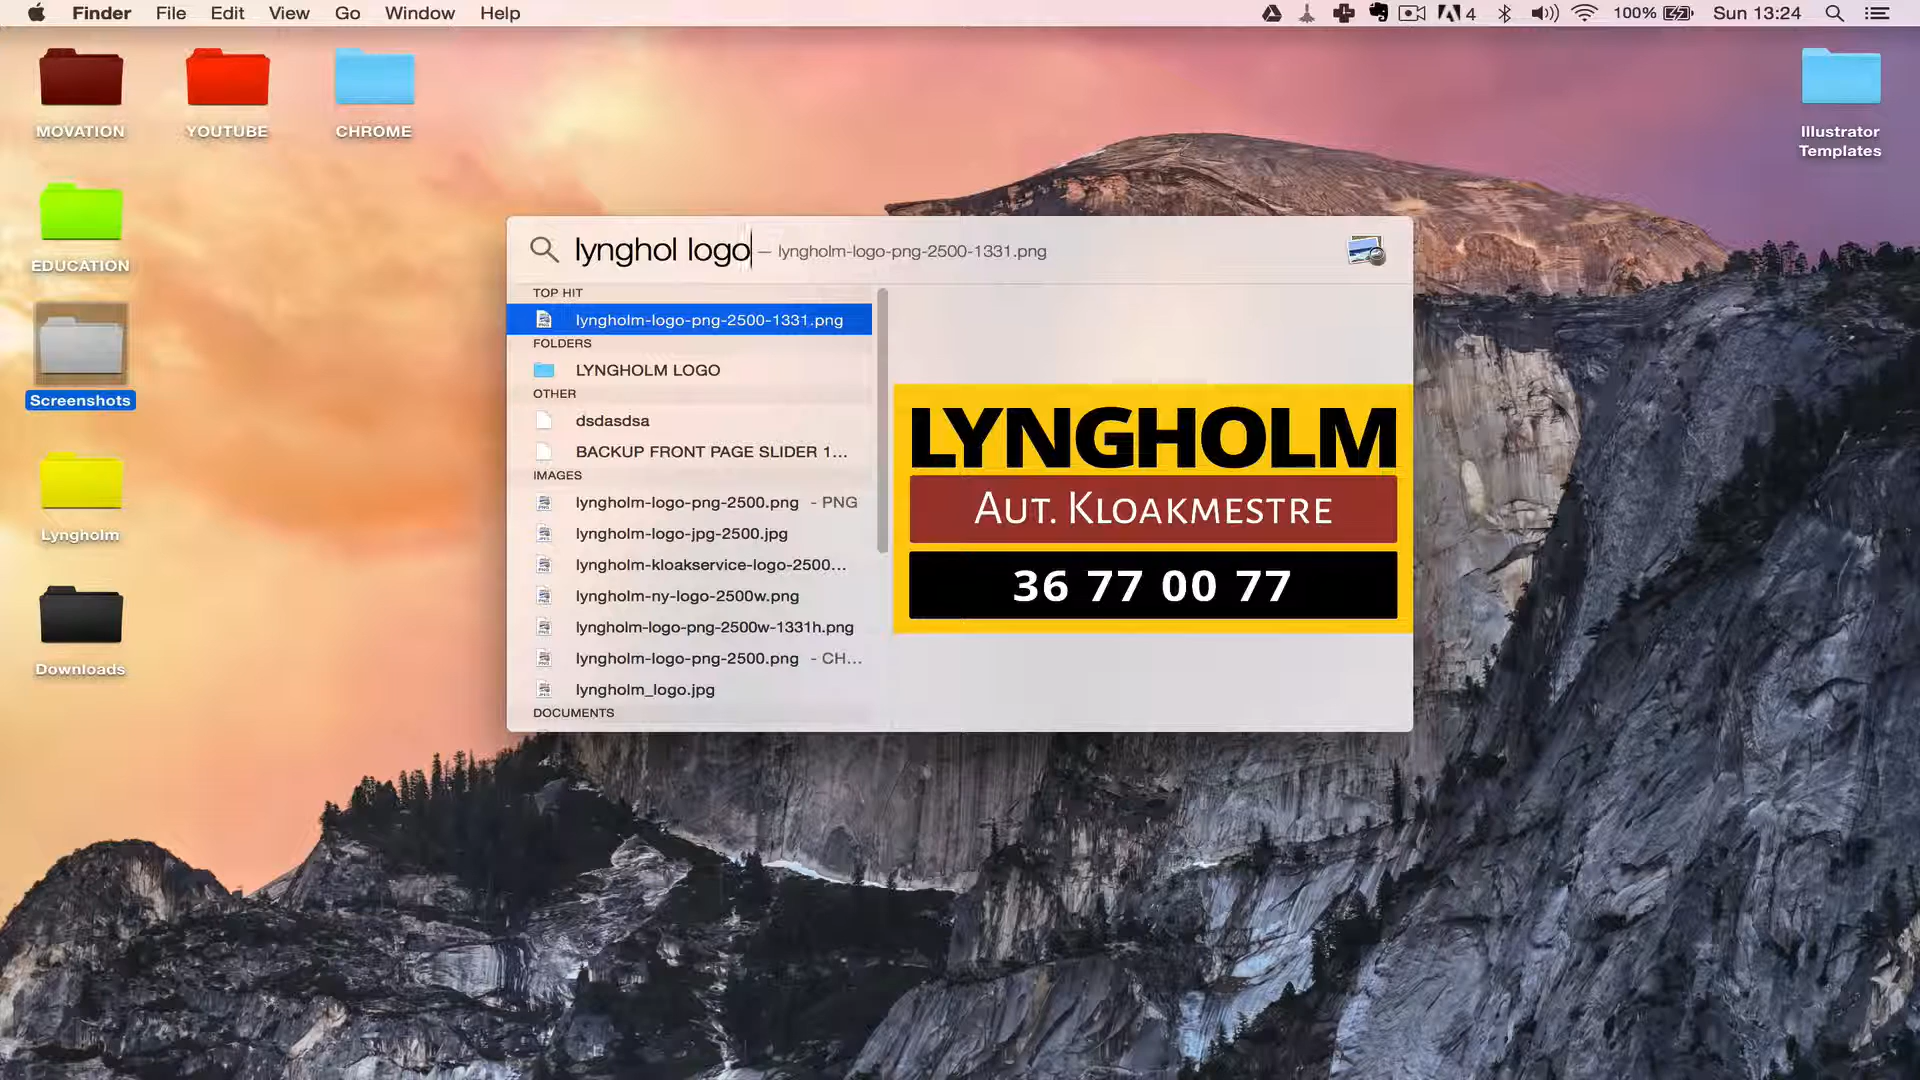 Finder File Edit View Go Window Help
4 100% Sun 13:24
MOVATION
YOUTUBE
CHROME
Illustrator
Templates
EDUCATION
Screenshots
Lyngholm
Downloads
lynghol logo — lyngholm-logo-png-2500-1331.png
TOP HIT
lyngholm-logo-png-2500-1331.png
FOLDERS
LYNGHOLM LOGO
OTHER
dsdasdsa
BACKUP FRONT PAGE SLIDER 1...
IMAGES
lyngholm-logo-png-2500.png - PNG
lyngholm-logo-jpg-2500.jpg
lyngholm-kloakservice-logo-2500...
lyngholm-ny-logo-2500w.png
lyngholm-logo-png-2500w-1331h.png
lyngholm-logo-png-2500.png - CH...
lyngholm_logo.jpg
DOCUMENTS
LYNGHOLM
AUT. KLOAKMESTRE
36 77 00 77